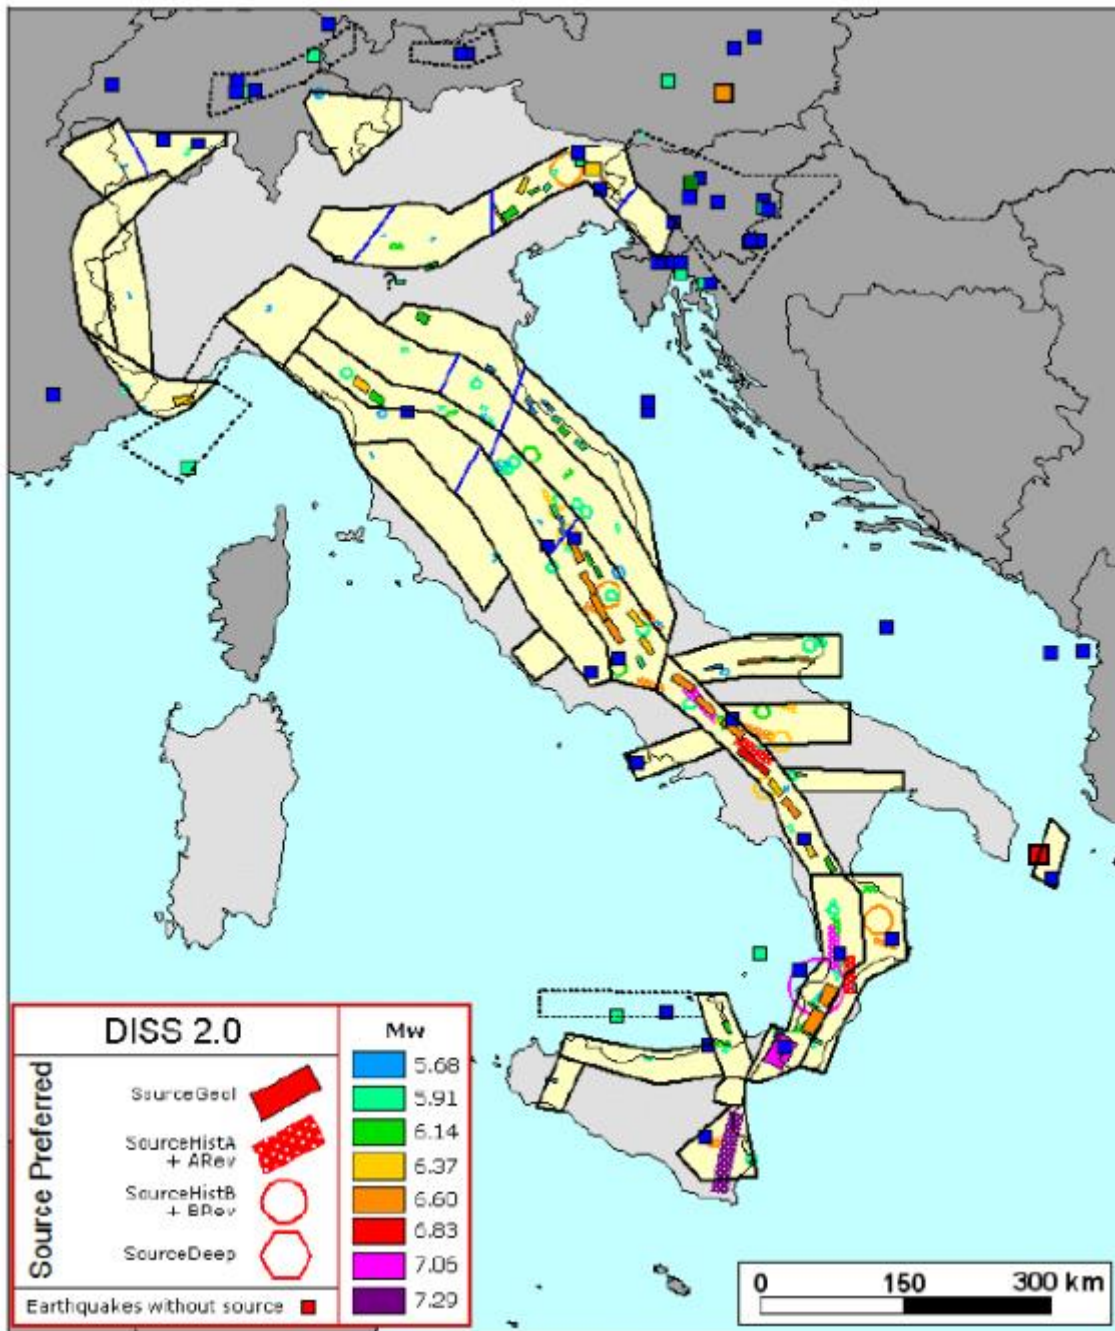 ?-
DISS 2.0
Source Preferred
SourceGeol
SourceHistA
+ ARev
SourceHistB
+ BRev
SourceDeep
Earthquakes without source
Mw
5.68
5.91
6.14
6.37
6.60
6.83
7.06
7.29
0 150 300 km